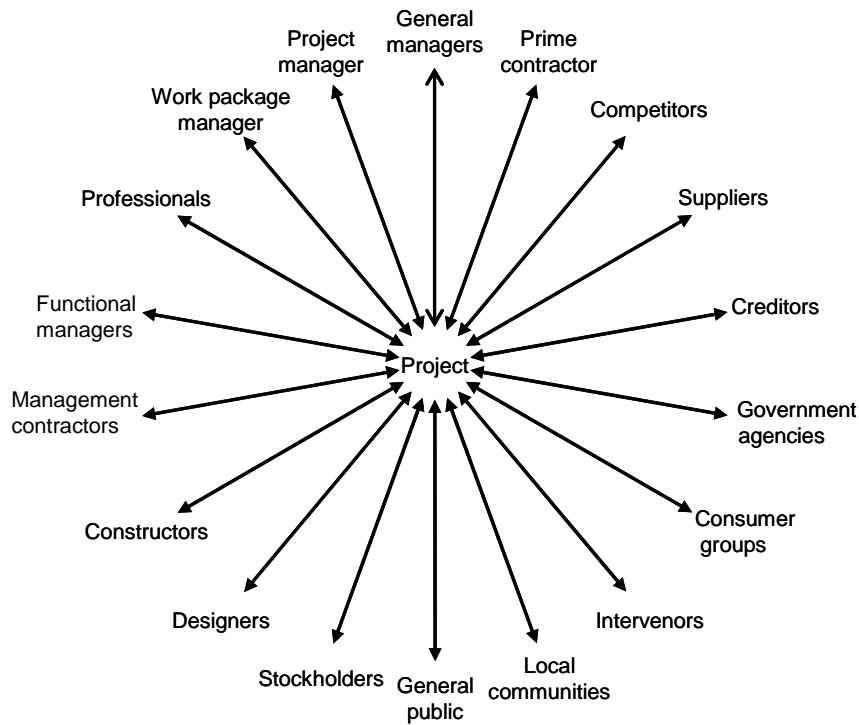 General
managers
Project
manager
Prime
contractor
Work package
manager
Competitors
Professionals
Suppliers
Functional
managers
Creditors
Project
Management
contractors
Government
agencies
Constructors
Consumer
groups
Designers
Intervenors
Stockholders
General
public
Local
communities